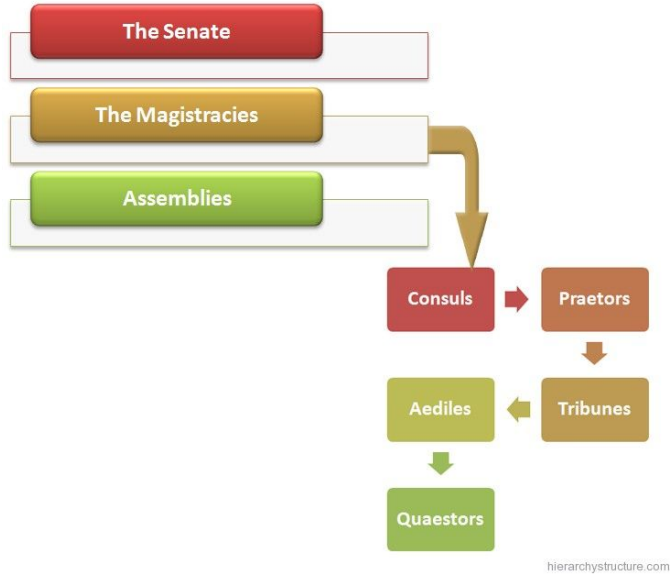 The Senate
The Magistracies
Assemblies
Consuls
Praetors
Tribunes
Aediles
Quaestors
hierarchystructure.com